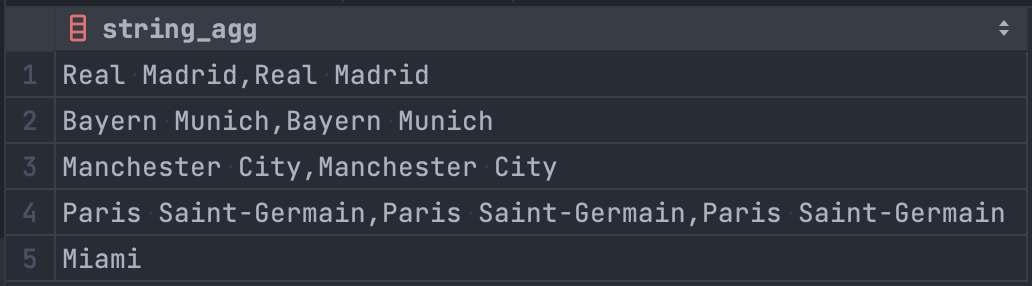 string_agg
1 Real Madrid,Real Madrid
2 Bayern Munich,Bayern Munich
3 Manchester City,Manchester City
4 Paris Saint-Germain,Paris Saint-Germain,Paris Saint-Germain
5 Miami